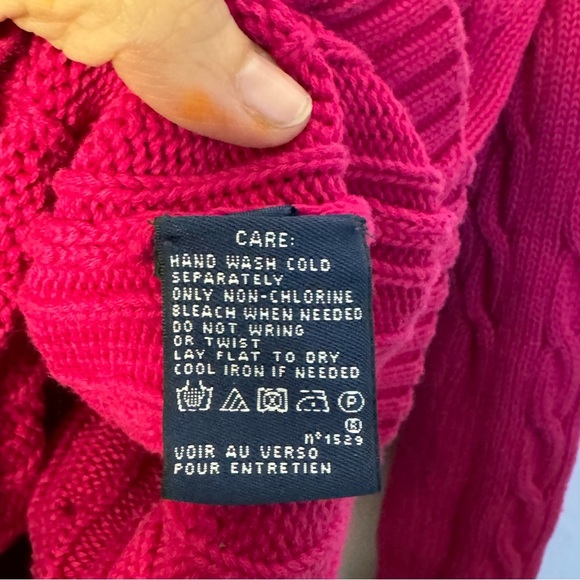 CARE:
HAND WASH COLD
SEPARATELY
ONLY NON-CHLORINE
BLEACH WHEN NEEDED
DO NOT WRING
OR TWIST
LAY FLAT TO DRY
COOL IRON IF NEEDED
P
n°1529
VOIR AU VERSO
POUR ENTRETIEN